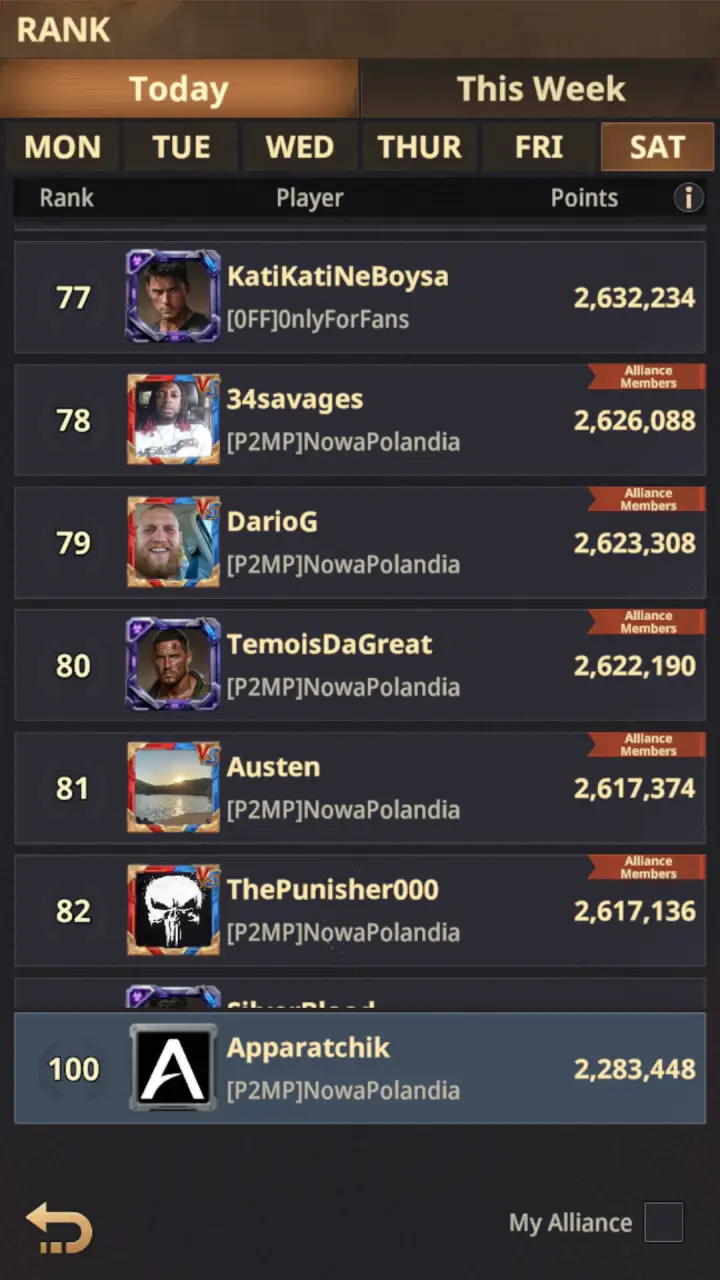 RANK
Today
This Week
MON TUE WED THUR FRI SAT
Rank Player Points i
77 KatiKatiNeBoysa 2,632,234
[0FF]0nlyForFans
Alliance Members
78 34savages 2,626,088
[P2MP]NowaPolandia
Alliance Members
79 DarioG 2,623,308
[P2MP]NowaPolandia
Alliance Members
80 TemoisDaGreat 2,622,190
[P2MP]NowaPolandia
Alliance Members
81 Austen 2,617,374
[P2MP]NowaPolandia
Alliance Members
82 ThePunisher000 2,617,136
[P2MP]NowaPolandia
100 Apparatchik 2,283,448
[P2MP]NowaPolandia
My Alliance